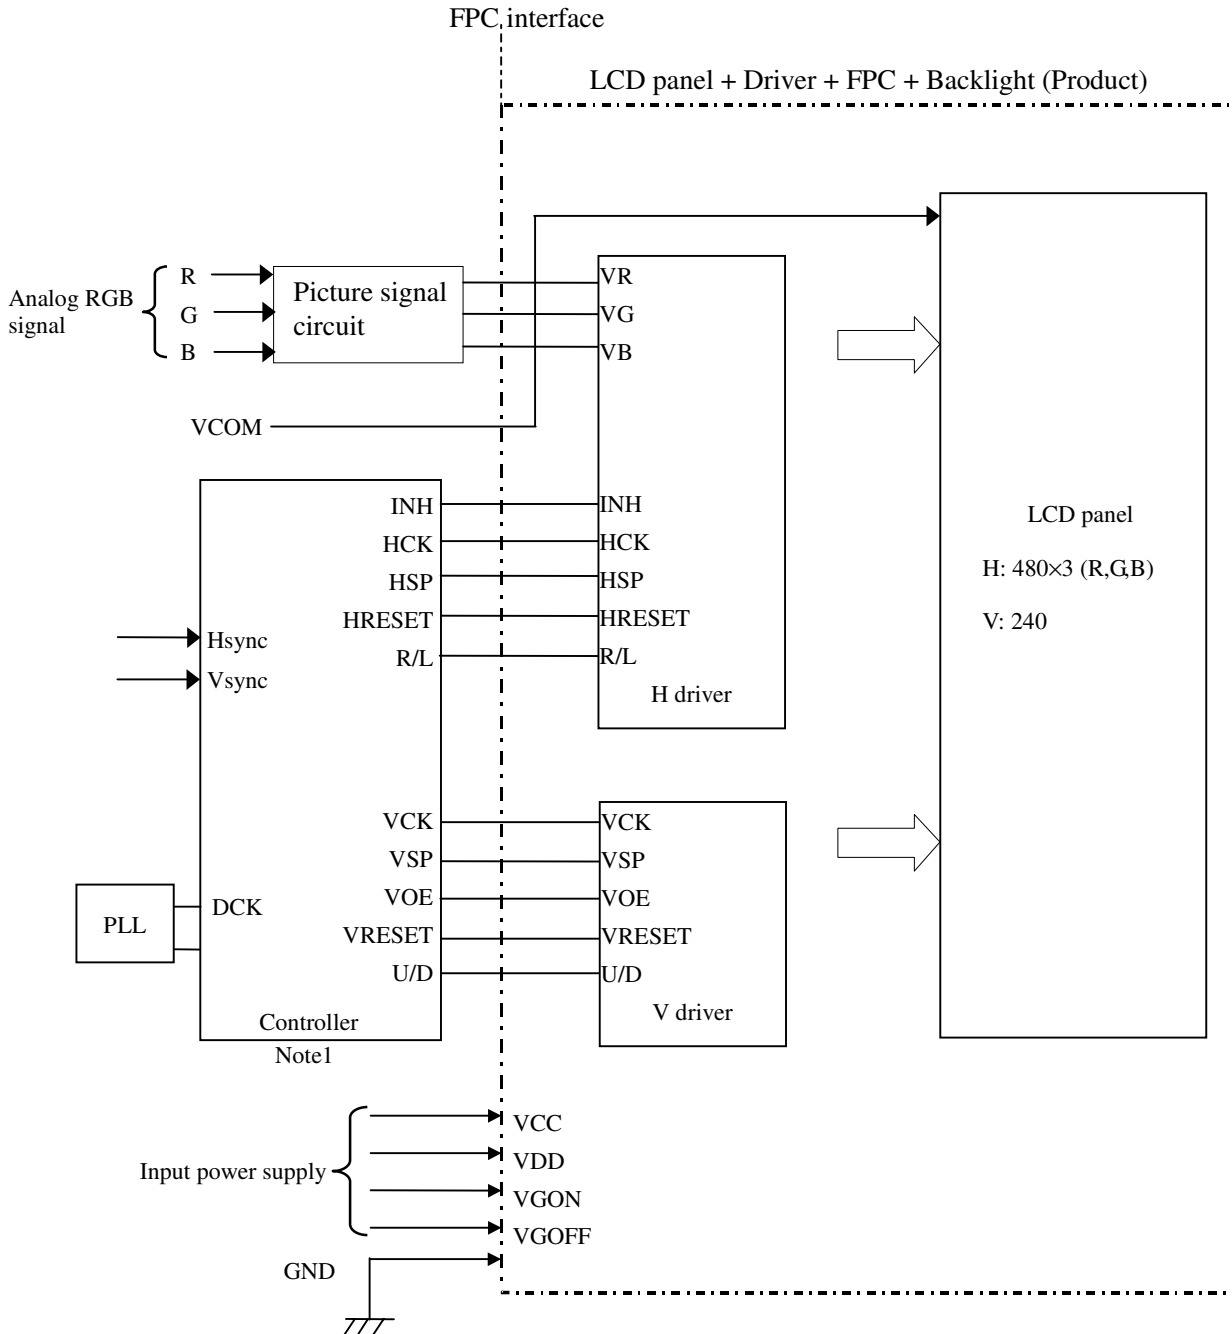 FPC interface
LCD panel + Driver + FPC + Backlight (Product)
Analog RGB
signal
R
G
B
Picture signal
circuit
VR
VG
VB
VCOM
INH
HCK
HSP
HRESET
R/L
INH
HCK
HSP
HRESET
R/L
H driver
Hsync
Vsync
LCD panel
H: 480×3 (R,G,B)
V: 240
VCK
VSP
VOE
VRESET
U/D
VCK
VSP
VOE
VRESET
U/D
V driver
PLL
DCK
Controller
Note1
Input power supply
VCC
VDD
VGON
VGOFF
GND